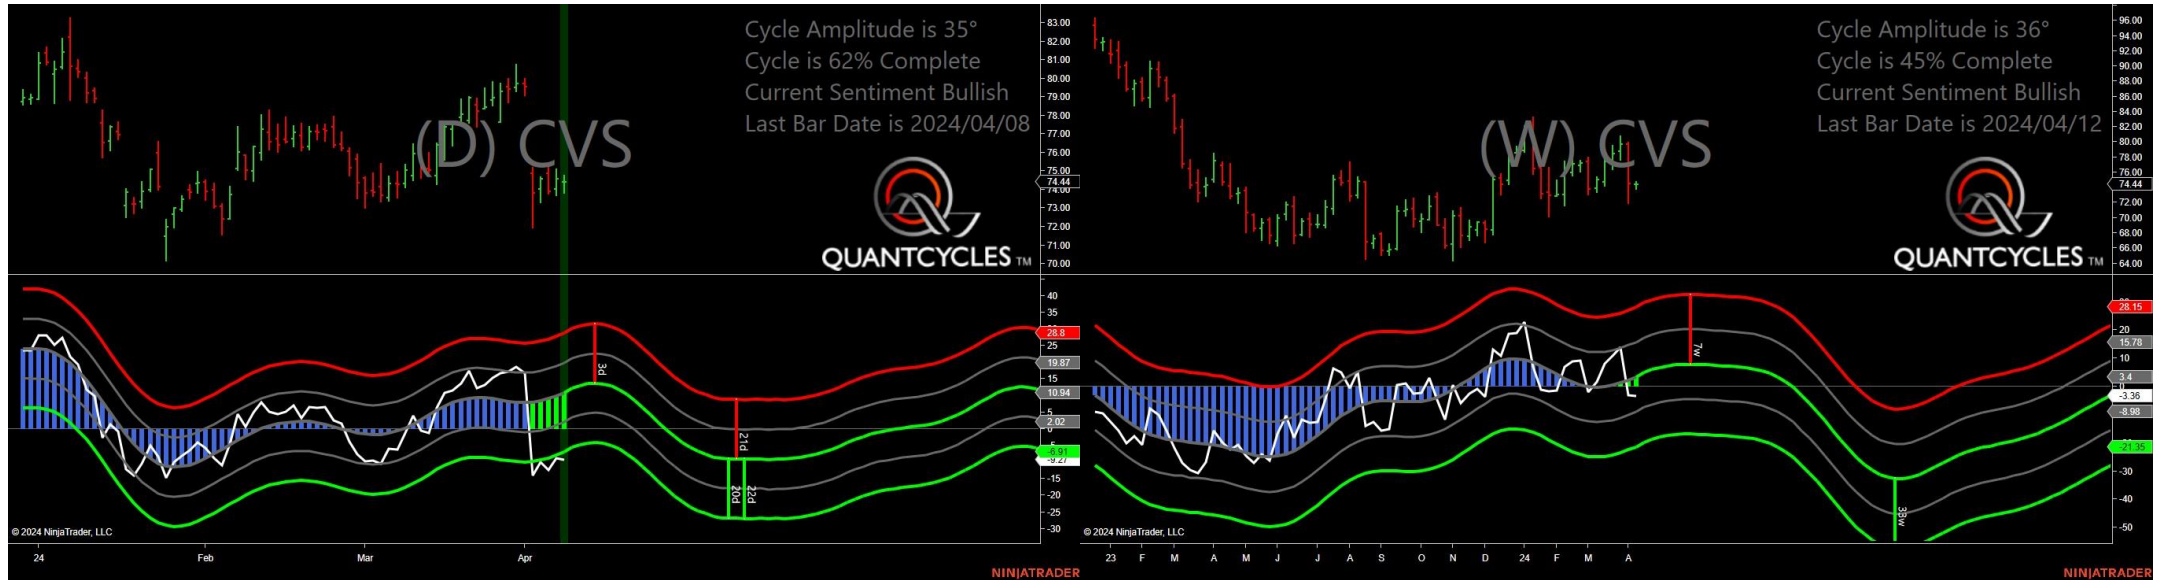 Cycle Amplitude is 35°
Cycle is 62% Complete
Current Sentiment Bullish
Last Bar Date is 2024/04/08
(D) CVS
QUANTCYCLES TM
83.00
82.00
81.00
80.00
79.00
78.00
77.00
76.00
75.00
74.44
74.00
73.00
72.00
71.00
70.00
40
35
28.8
25
19.87
15
10.94
5
2.02
0
-5
-6.91
-9.27
-15
-20
-25
-30
3d
21d
20d
22d
© 2024 NinjaTrader, LLC
24 Feb Mar Apr
NINJATRADER
Cycle Amplitude is 36°
Cycle is 45% Complete
Current Sentiment Bullish
Last Bar Date is 2024/04/12
(W) CVS
QUANTCYCLES TM
96.00
94.00
92.00
90.00
88.00
86.00
84.00
82.00
80.00
78.00
76.00
74.44
72.00
70.00
68.00
66.00
64.00
28.15
20
15.78
10
3.4
0
-3.36
-8.98
-21.35
-30
-40
-50
7w
38w
© 2024 NinjaTrader, LLC
23 F M A M J J A S O N D 24 F M A
NINJATRADER